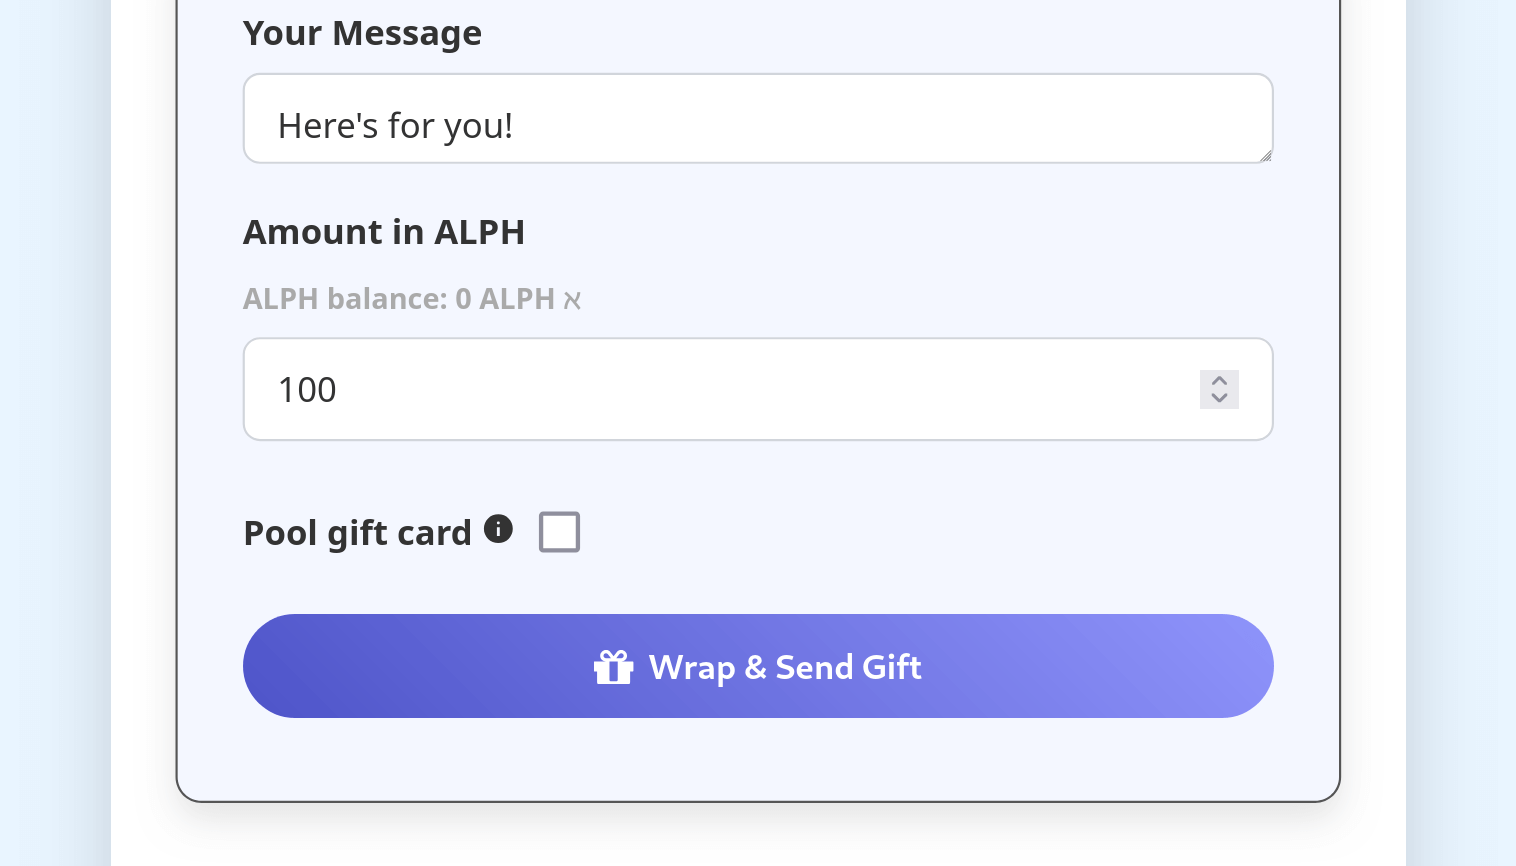 Your Message
Here's for you!
Amount in ALPH
ALPH balance: 0 ALPH א
100
Pool gift card
Wrap & Send Gift